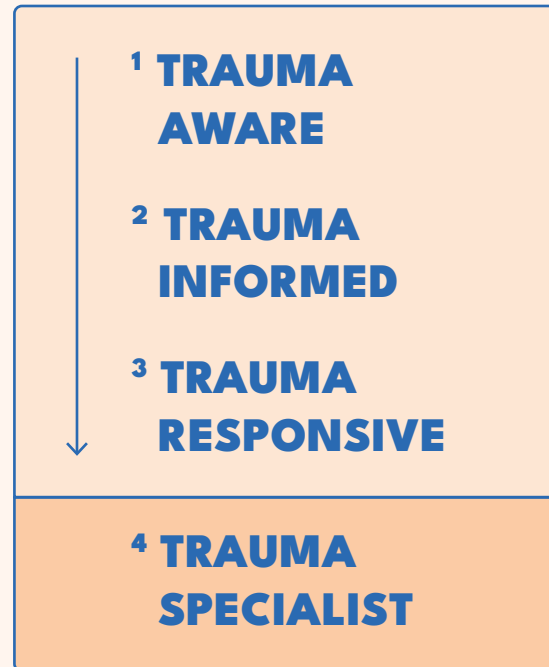 ¹ TRAUMA
AWARE
² TRAUMA
INFORMED
³ TRAUMA
RESPONSIVE
⁴ TRAUMA
SPECIALIST